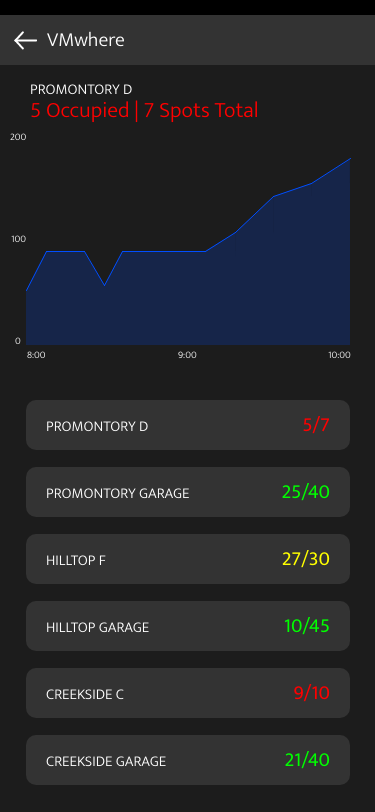 VMwhere
PROMONTORY D
5 Occupied | 7 Spots Total
200
100
0
8:00 9:00 10:00
PROMONTORY D 5/7
PROMONTORY GARAGE 25/40
HILLTOP F 27/30
HILLTOP GARAGE 10/45
CREEKSIDE C 9/10
CREEKSIDE GARAGE 21/40